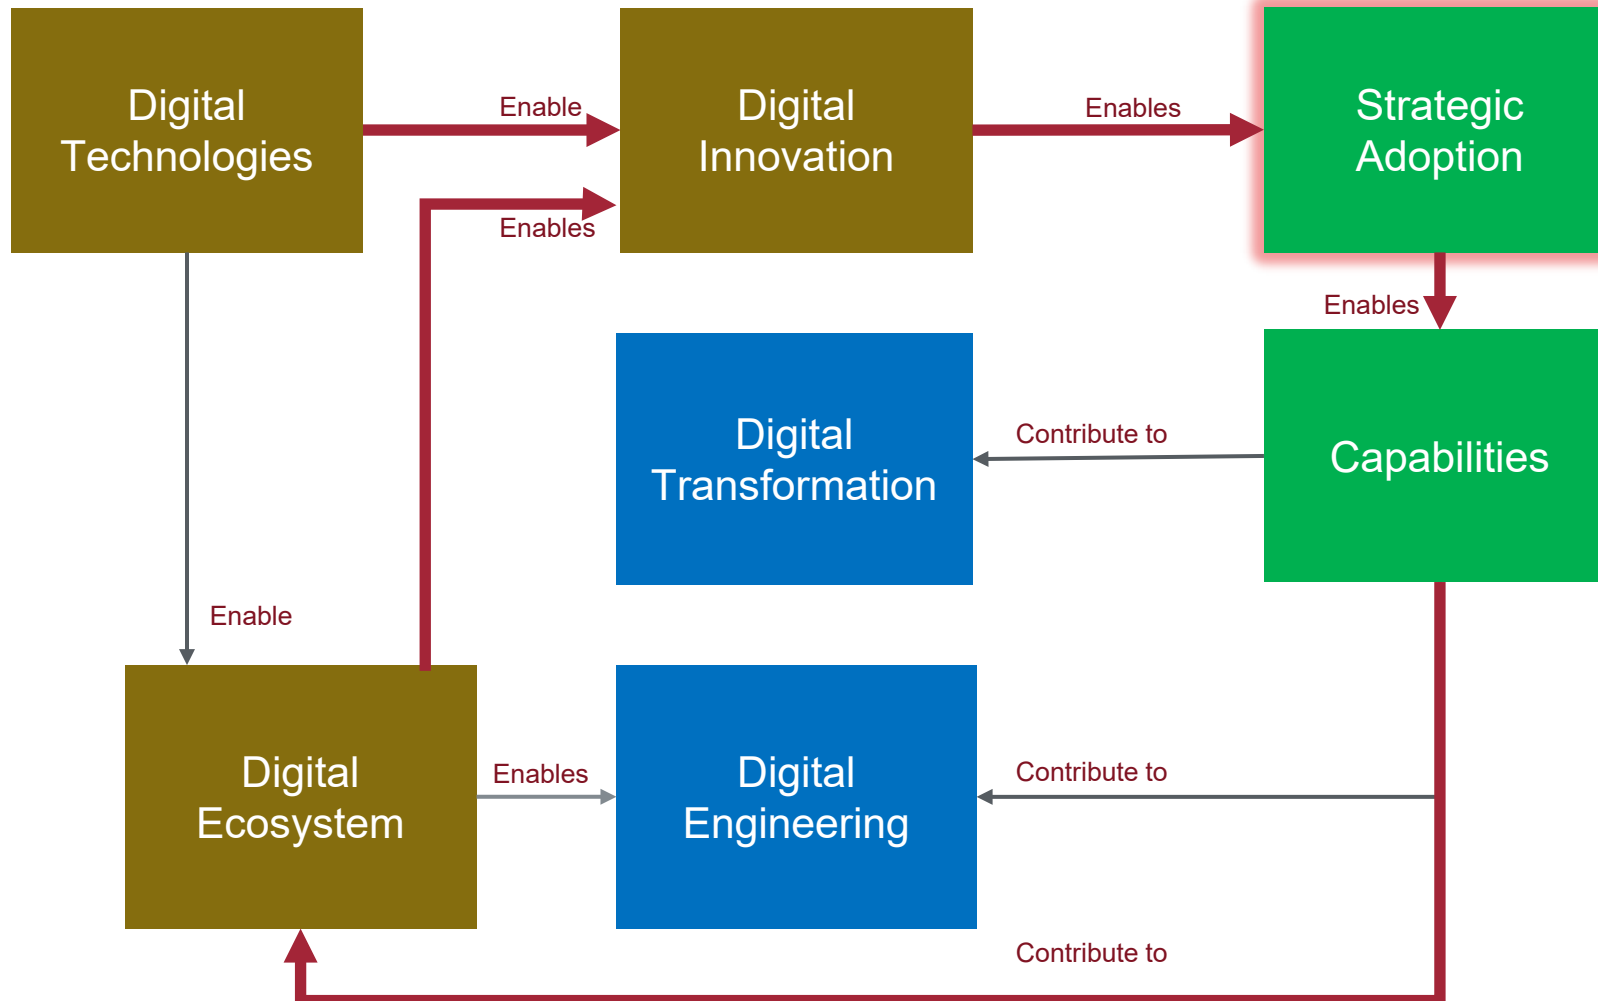 Digital
Technologies
Enable
Digital
Innovation
Enables
Strategic
Adoption
Enables
Enables
Digital
Transformation
Contribute to
Capabilities
Enable
Digital
Ecosystem
Enables
Digital
Engineering
Contribute to
Contribute to